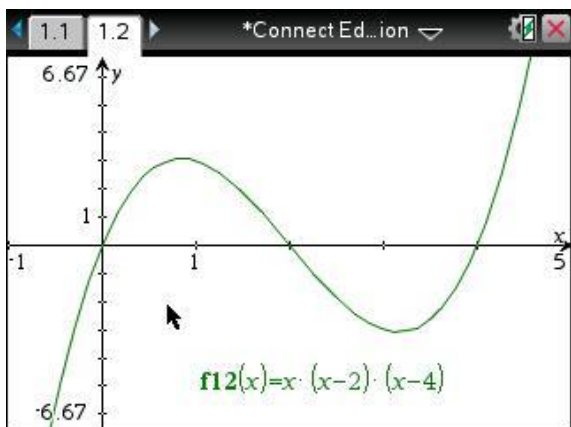 1.1 1.2 *Connect Ed...ion
6.67 y
1
x
-1 1 5
f12(x)=x·(x-2)·(x-4)
-6.67